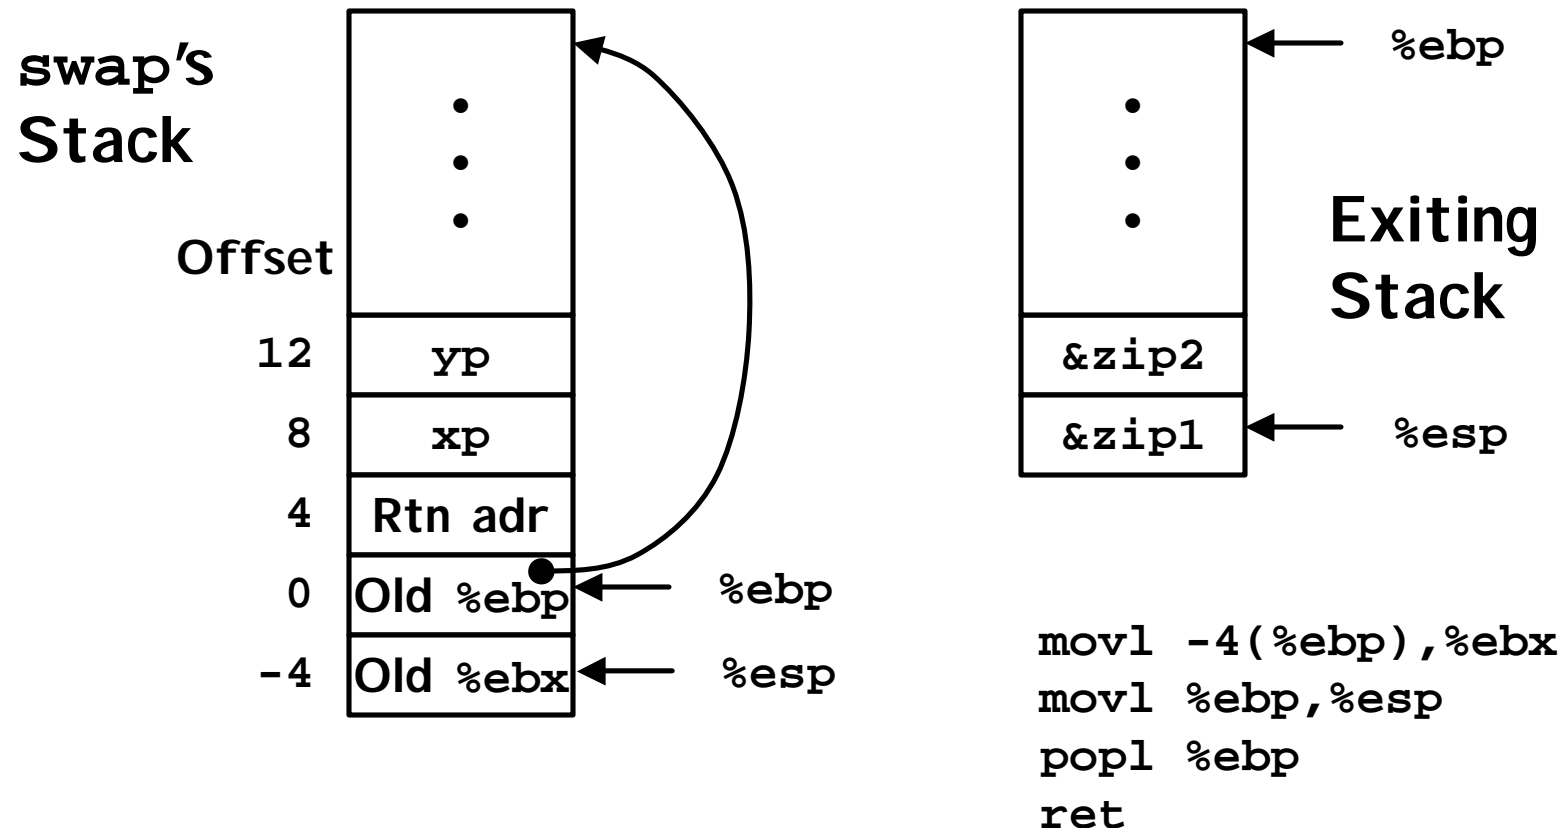 swap's
Stack
Offset
12 yp
8 xp
4 Rtn adr
0 Old %ebp %ebp
-4 Old %ebx %esp
%ebp
Exiting
Stack
&zip2
&zip1 %esp
movl -4(%ebp),%ebx
movl %ebp,%esp
popl %ebp
ret